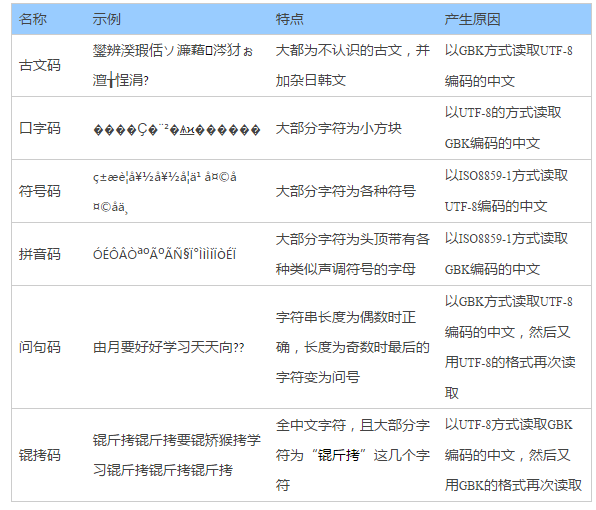 名称 示例 特点 产生原因
古文码
鐢辨湀瑕佸ソ濂藉涔犲ぉ
澶╁悜涓?
大都为不认识的古文，并
加杂日韩文
以GBK方式读取UTF-8
编码的中文
口字码
����Ç�¨²�������
大部分字符为小方块
以UTF-8的方式读取
GBK编码的中文
符号码
ç±æè¦å¥½å¥½å¦ä¹ å¤©å
¤©åä¸
大部分字符为各种符号
以ISO8859-1方式读取
UTF-8编码的中文
拼音码
ÓÉÔÂÒªºÃºÃÑ§Ï°ÌìÌìÏòÉÏ
大部分字符为头顶带有各
种类似声调符号的字母
以ISO8859-1方式读取
GBK编码的中文
问句码
由月要好好学习天天向??
字符串长度为偶数时正
确，长度为奇数时最后的
字符变为问号
以GBK方式读取UTF-8
编码的中文，然后又
用UTF-8的格式再次读
取
锟拷码
锟斤拷锟斤拷要锟矫猴拷学
习锟斤拷锟斤拷锟斤拷
全中文字符，且大部分字
符为“锟斤拷”这几个字
符
以UTF-8方式读取GBK
编码的中文，然后又
用GBK的格式再次读取